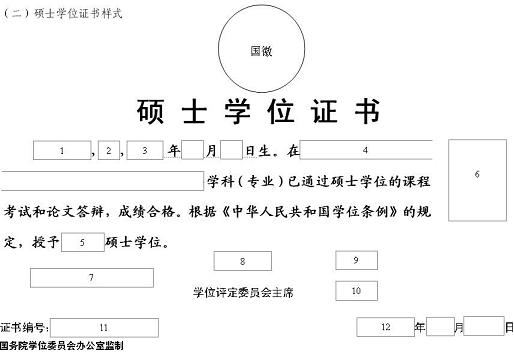 （二）硕士学位证书样式
国徽
硕士学位证书
1 ，2 ，3 年 月 日生。在 4
6
学科（专业）已通过硕士学位的课程
考试和论文答辩，成绩合格。根据《中华人民共和国学位条例》的规
定，授予 5 硕士学位。
7 8 9
学位评定委员会主席 10
证书编号: 11 12 年 月 日
国务院学位委员会办公室监制